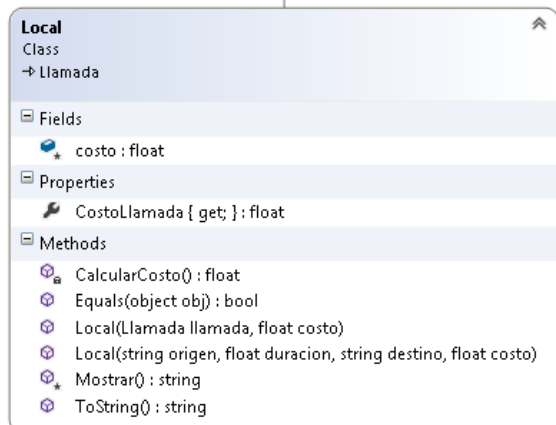 Local
Class
→ Llamada
Fields
costo : float
Properties
CostoLlamada { get; } : float
Methods
CalcularCosto() : float
Equals(object obj) : bool
Local(Llamada llamada, float costo)
Local(string origen, float duracion, string destino, float costo)
Mostrar() : string
ToString() : string